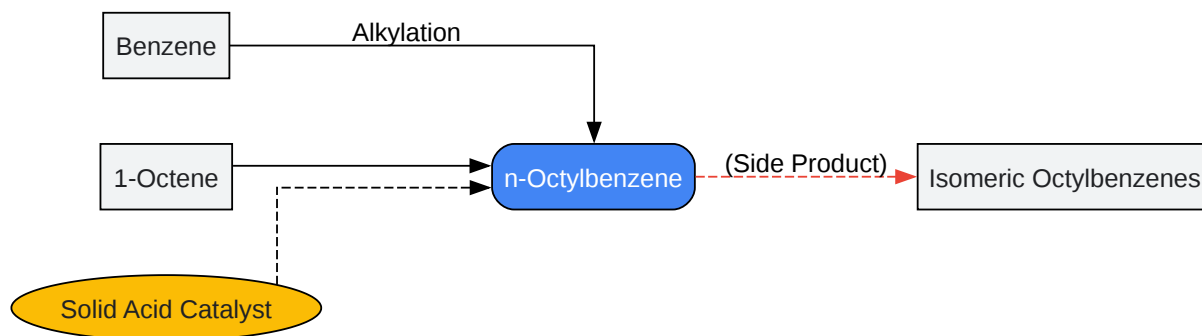 Benzene
Alkylation
1-Octene
n-Octylbenzene
(Side Product)
Isomeric Octylbenzenes
Solid Acid Catalyst